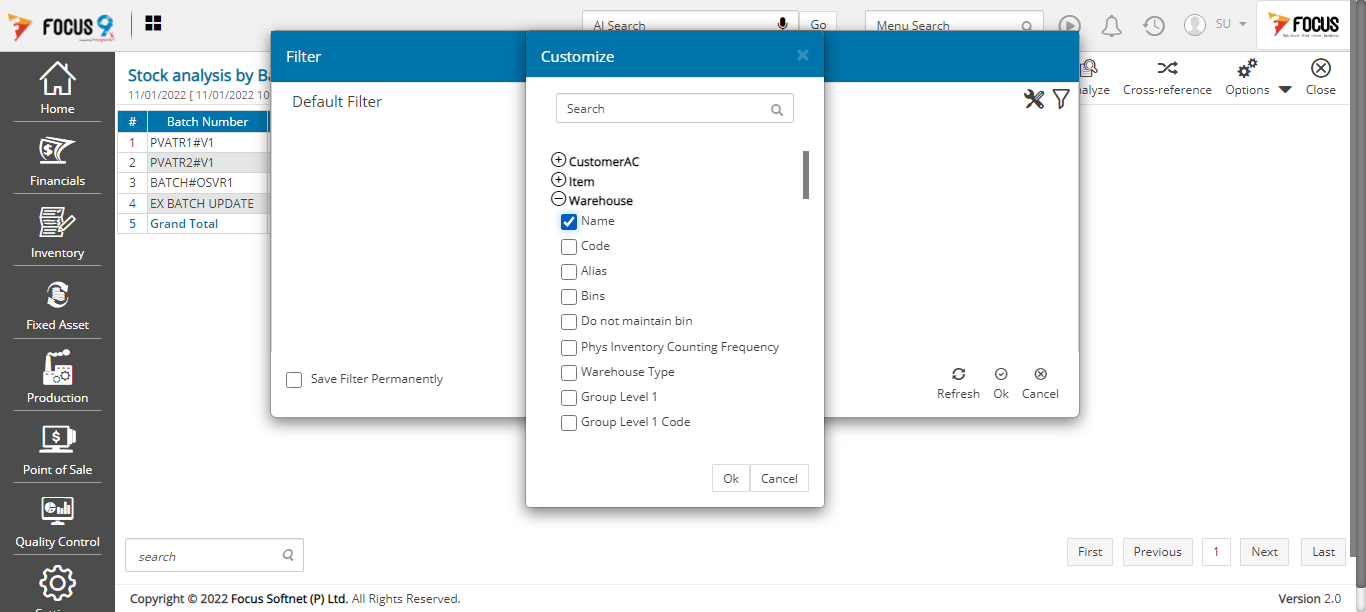 FOCUS 9
AI Search
Go
Menu Search
SU
FOCUS
Home
Financials
Inventory
Fixed Asset
Production
Point of Sale
Quality Control
Stock analysis by Ba
11/01/2022 [ 11/01/2022 10
alyze
Cross-reference
Options
Close
# Batch Number
1 PVATR1#V1
2 PVATR2#V1
3 BATCH#OSVR1
4 EX BATCH UPDATE
5 Grand Total
Filter
Default Filter
Save Filter Permanently
Refresh
Ok
Cancel
Customize
Search
CustomerAC
Item
Warehouse
Name
Code
Alias
Bins
Do not maintain bin
Phys Inventory Counting Frequency
Warehouse Type
Group Level 1
Group Level 1 Code
Ok
Cancel
search
First
Previous
1
Next
Last
Copyright © 2022 Focus Softnet (P) Ltd. All Rights Reserved.
Version 2.0